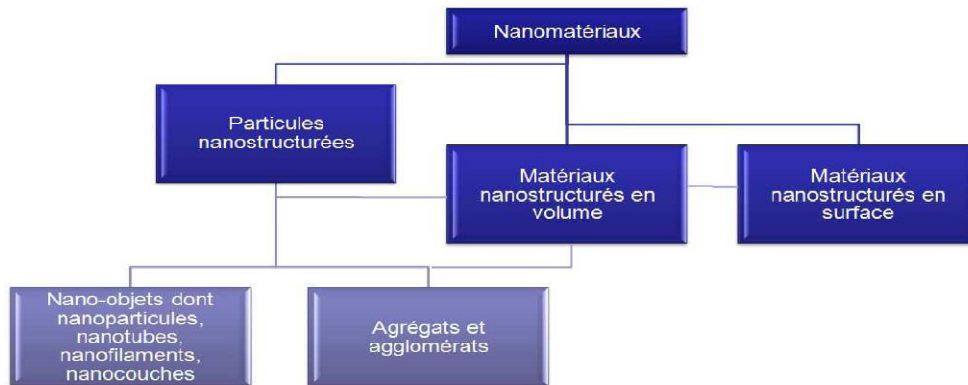 Nanomatériaux
Particules
nanostructurées
Matériaux
nanostructurés en
volume
Matériaux
nanostructurés en
surface
Nano-objets dont
nanoparticules,
nanotubes,
nanofilaments,
nanocouches
Agrégats et
agglomérats